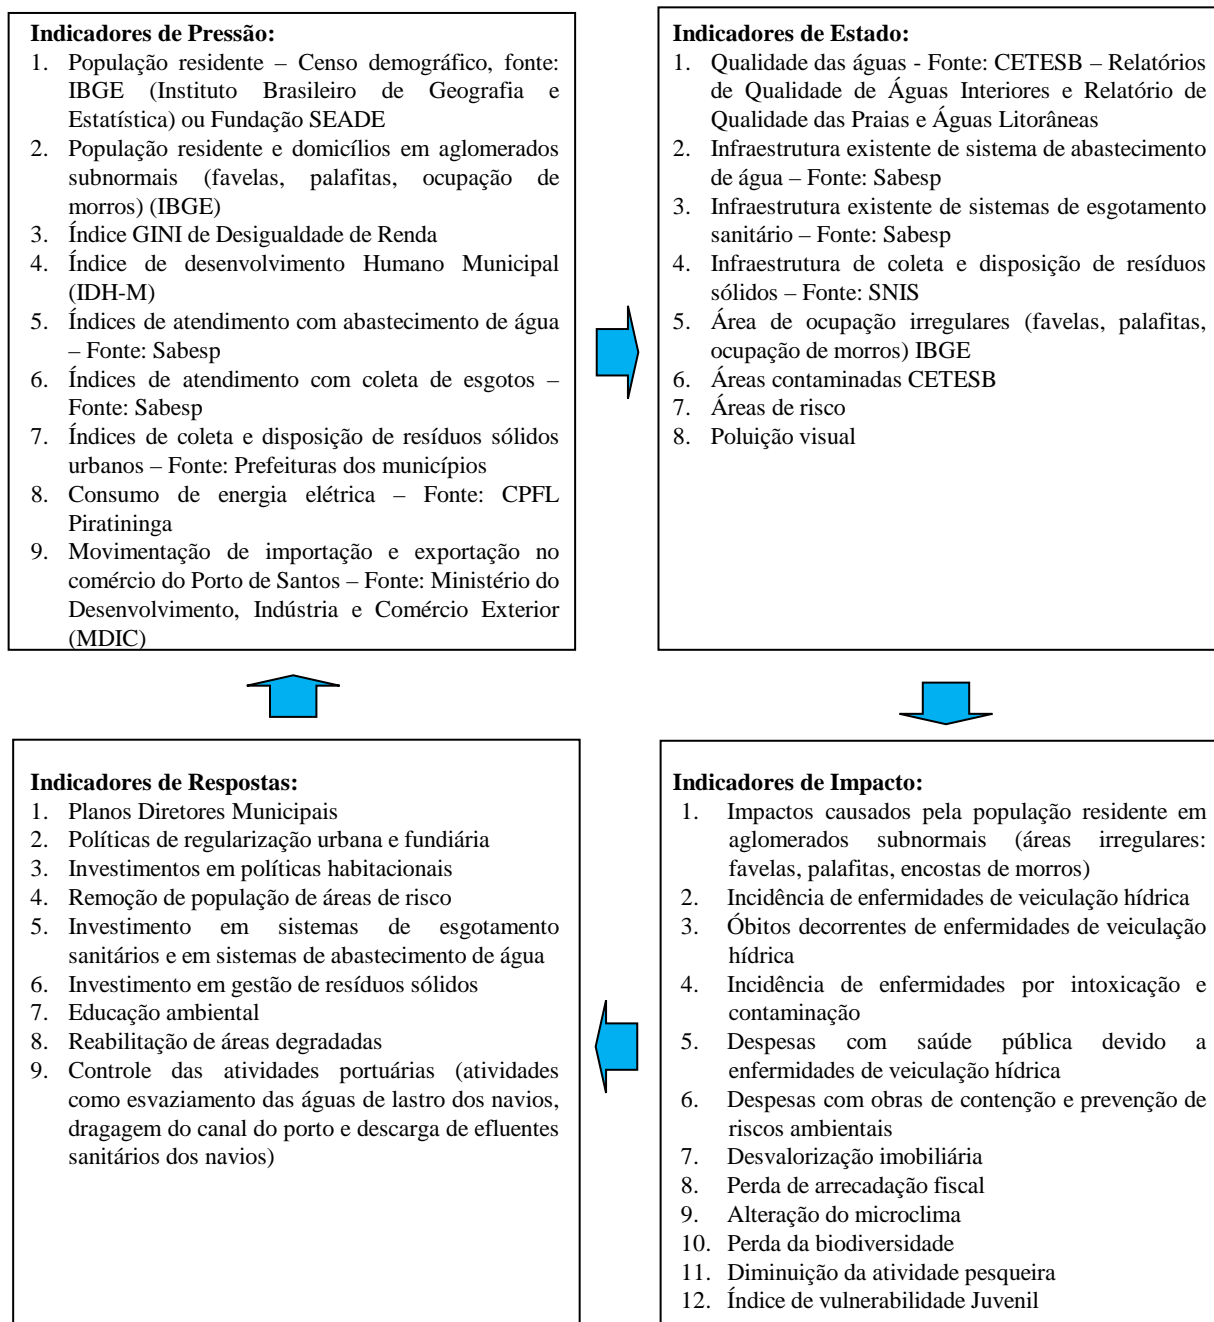 Indicadores de Pressão:
1. População residente – Censo demográfico, fonte:
IBGE (Instituto Brasileiro de Geografia e
Estatística) ou Fundação SEADE
2. População residente e domicílios em aglomerados
subnormais (favelas, palafitas, ocupação de
morros) (IBGE)
3. Índice GINI de Desigualdade de Renda
4. Índice de desenvolvimento Humano Municipal
(IDH-M)
5. Índices de atendimento com abastecimento de água
– Fonte: Sabesp
6. Índices de atendimento com coleta de esgotos –
Fonte: Sabesp
7. Índices de coleta e disposição de resíduos sólidos
urbanos – Fonte: Prefeituras dos municípios
8. Consumo de energia elétrica – Fonte: CPFL
Piratininga
9. Movimentação de importação e exportação no
comércio do Porto de Santos – Fonte: Ministério do
Desenvolvimento, Indústria e Comércio Exterior
(MDIC)
Indicadores de Estado:
1. Qualidade das águas - Fonte: CETESB – Relatórios
de Qualidade de Águas Interiores e Relatório de
Qualidade das Praias e Águas Litorâneas
2. Infraestrutura existente de sistema de abastecimento
de água – Fonte: Sabesp
3. Infraestrutura existente de sistemas de esgotamento
sanitário – Fonte: Sabesp
4. Infraestrutura de coleta e disposição de resíduos
sólidos – Fonte: SNIS
5. Área de ocupação irregulares (favelas, palafitas,
ocupação de morros) IBGE
6. Áreas contaminadas CETESB
7. Áreas de risco
8. Poluição visual
Indicadores de Respostas:
1. Planos Diretores Municipais
2. Políticas de regularização urbana e fundiária
3. Investimentos em políticas habitacionais
4. Remoção de população de áreas de risco
5. Investimento em sistemas de esgotamento
sanitários e em sistemas de abastecimento de água
6. Investimento em gestão de resíduos sólidos
7. Educação ambiental
8. Reabilitação de áreas degradadas
9. Controle das atividades portuárias (atividades
como esvaziamento das águas de lastro dos navios,
dragagem do canal do porto e descarga de efluentes
sanitários dos navios)
Indicadores de Impacto:
1. Impactos causados pela população residente em
aglomerados subnormais (áreas irregulares:
favelas, palafitas, encostas de morros)
2. Incidência de enfermidades de veiculação hídrica
3. Óbitos decorrentes de enfermidades de veiculação
hídrica
4. Incidência de enfermidades por intoxicação e
contaminação
5. Despesas com saúde pública devido a
enfermidades de veiculação hídrica
6. Despesas com obras de contenção e prevenção de
riscos ambientais
7. Desvalorização imobiliária
8. Perda de arrecadação fiscal
9. Alteração do microclima
10. Perda da biodiversidade
11. Diminuição da atividade pesqueira
12. Índice de vulnerabilidade Juvenil